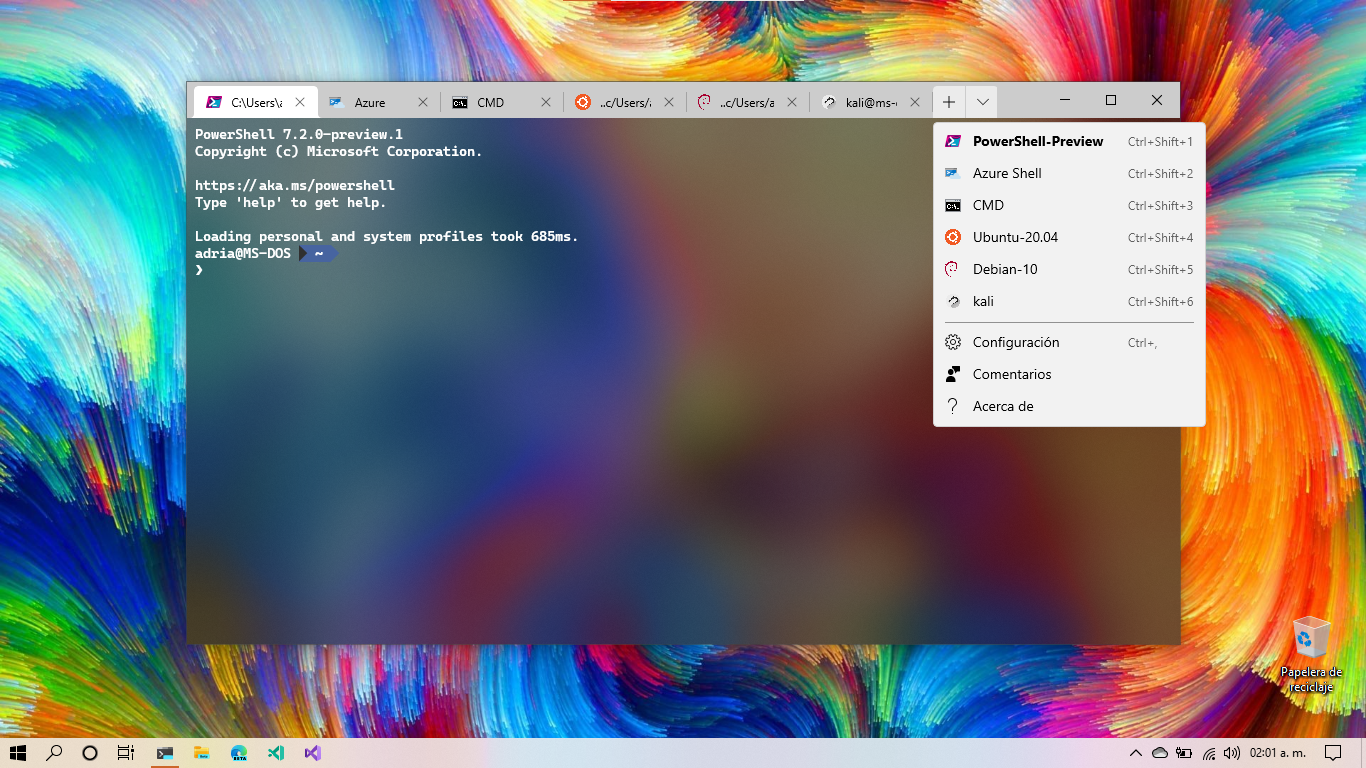 C:\Users\a
Azure
CMD
..c/Users/a
..c/Users/a
kali@ms-
PowerShell 7.2.0-preview.1
Copyright (c) Microsoft Corporation.
https://aka.ms/powershell
Type 'help' to get help.
Loading personal and system profiles took 685ms.
adria@MS-DOS ~
❯
PowerShell-Preview Ctrl+Shift+1
Azure Shell Ctrl+Shift+2
CMD Ctrl+Shift+3
Ubuntu-20.04 Ctrl+Shift+4
Debian-10 Ctrl+Shift+5
kali Ctrl+Shift+6
Configuración Ctrl+,
Comentarios
Acerca de
Papelera de
reciclaje
02:01 a. m.